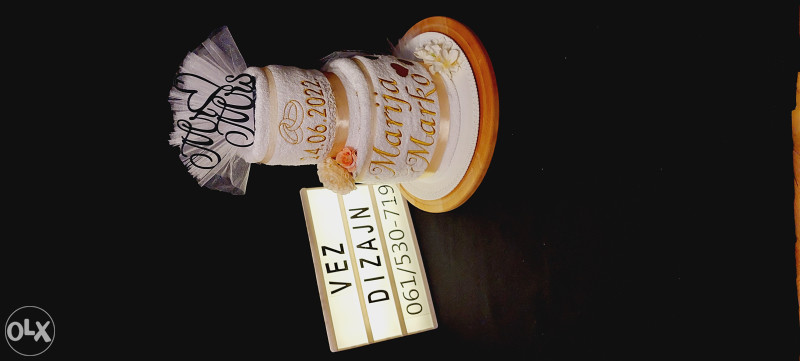 Mr &
Mrs
14.06.2022.
Marija
Marko
VEZ
DIZAJN
061/530-719
OLX